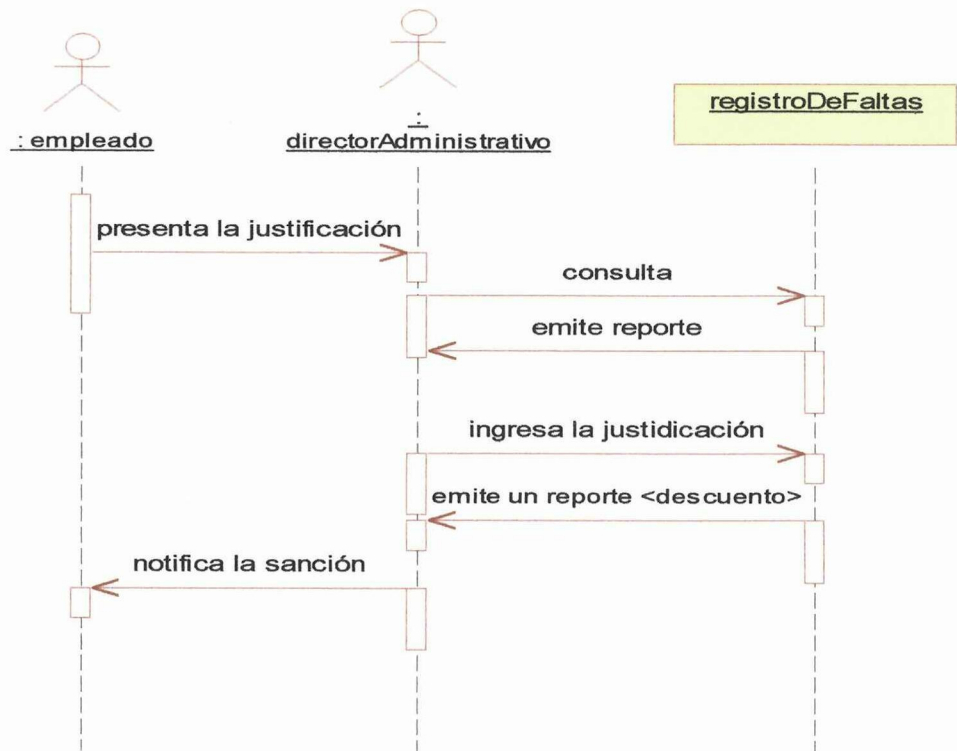 : empleado
:
directorAdministrativo
registroDeFaltas
presenta la justificación
consulta
emite reporte
ingresa la justidicación
emite un reporte <descuento>
notifica la sanción